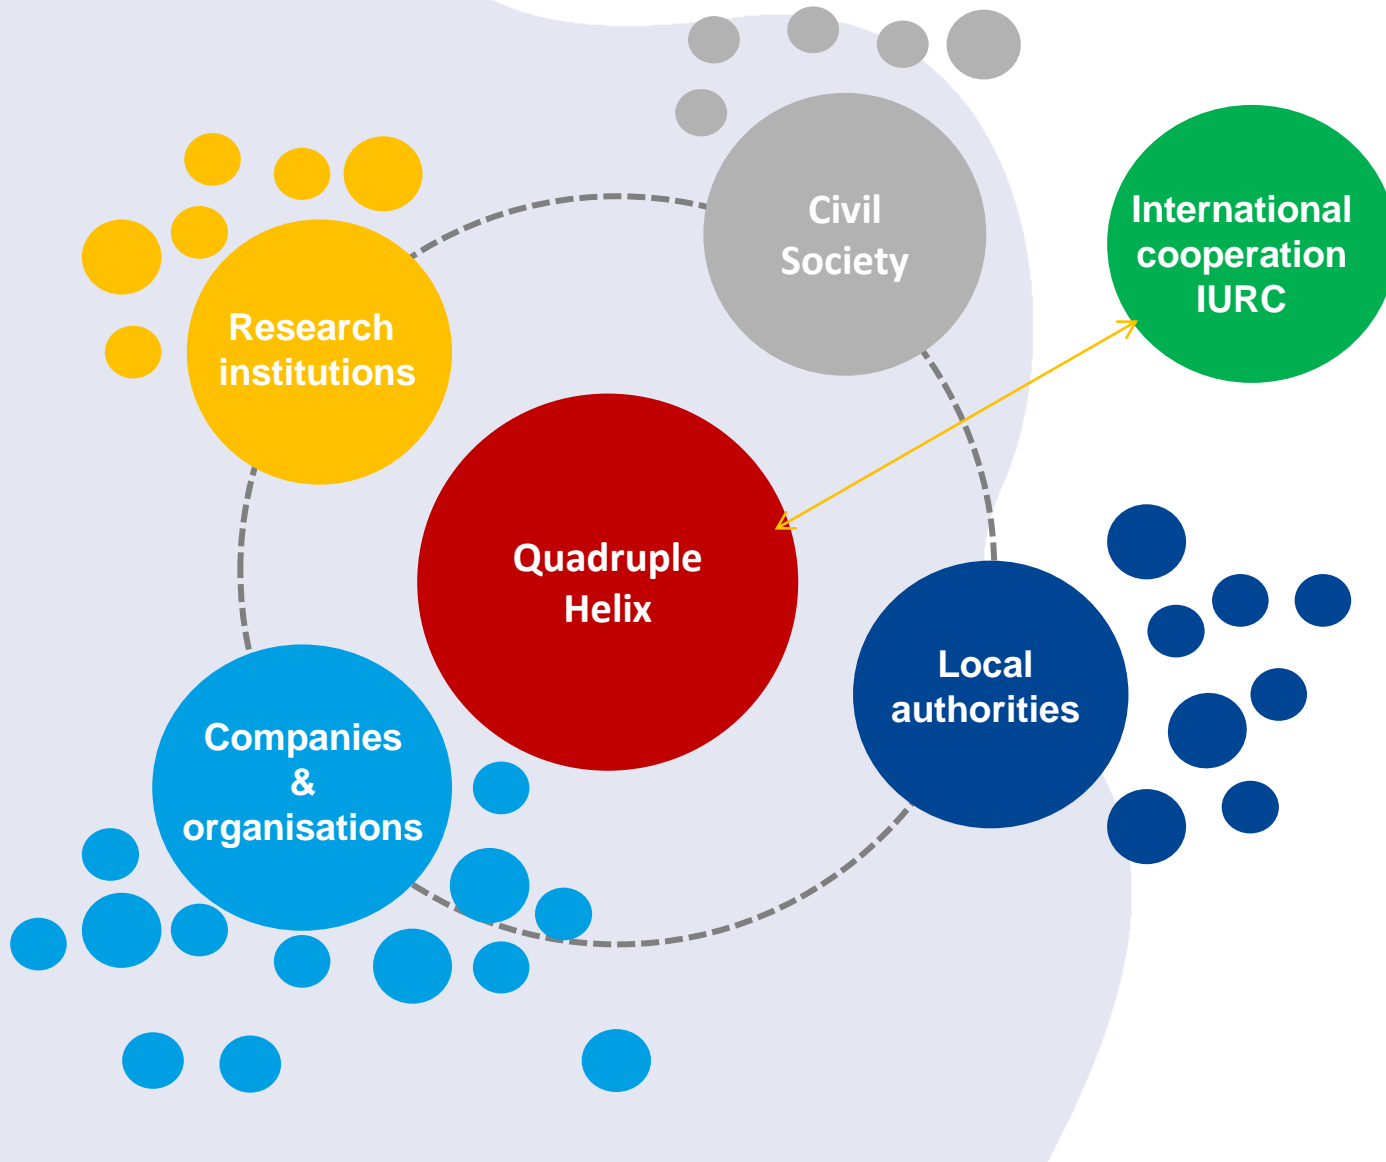 Civil
Society
International
cooperation
IURC
Research
institutions
Quadruple
Helix
Local
authorities
Companies
&
organisations